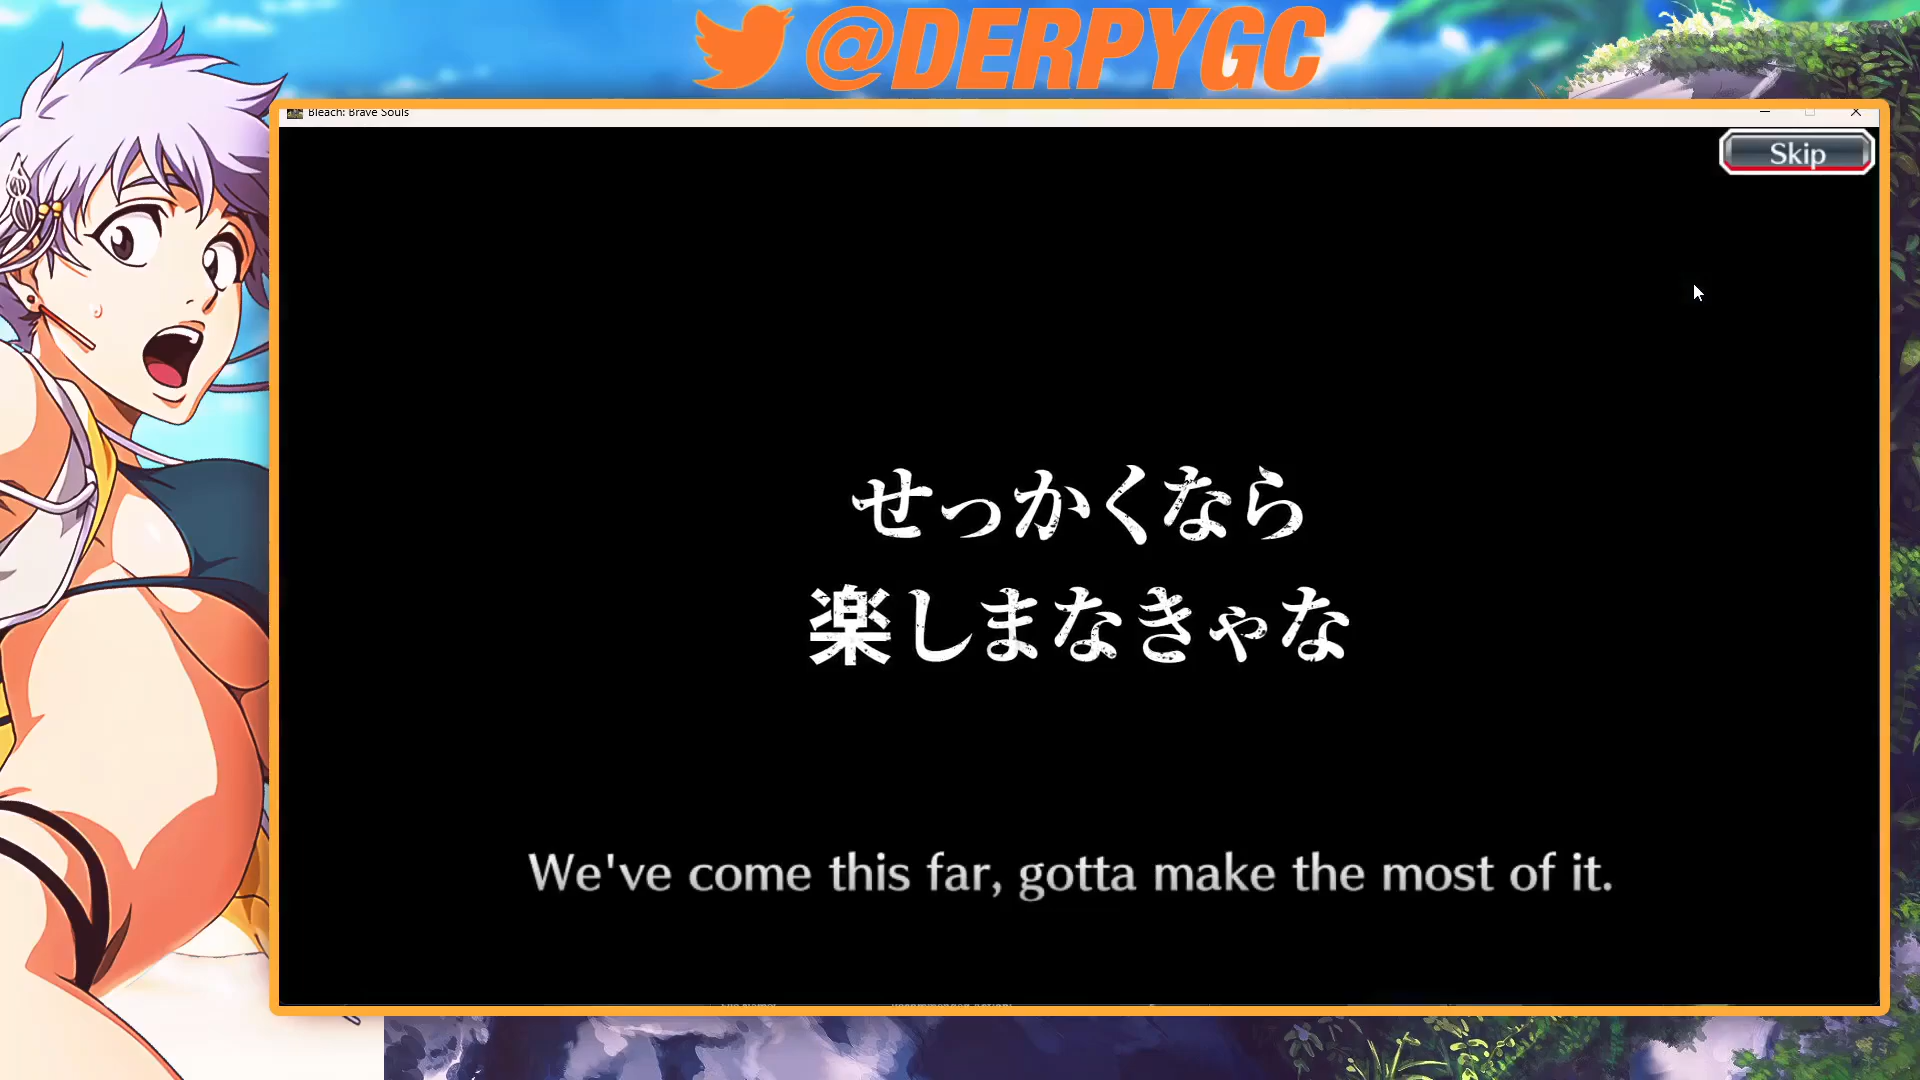 @DERPYGC
Bleach: Brave Souls
Skip
せっかくなら
楽しまなきゃな
We've come this far, gotta make the most of it.